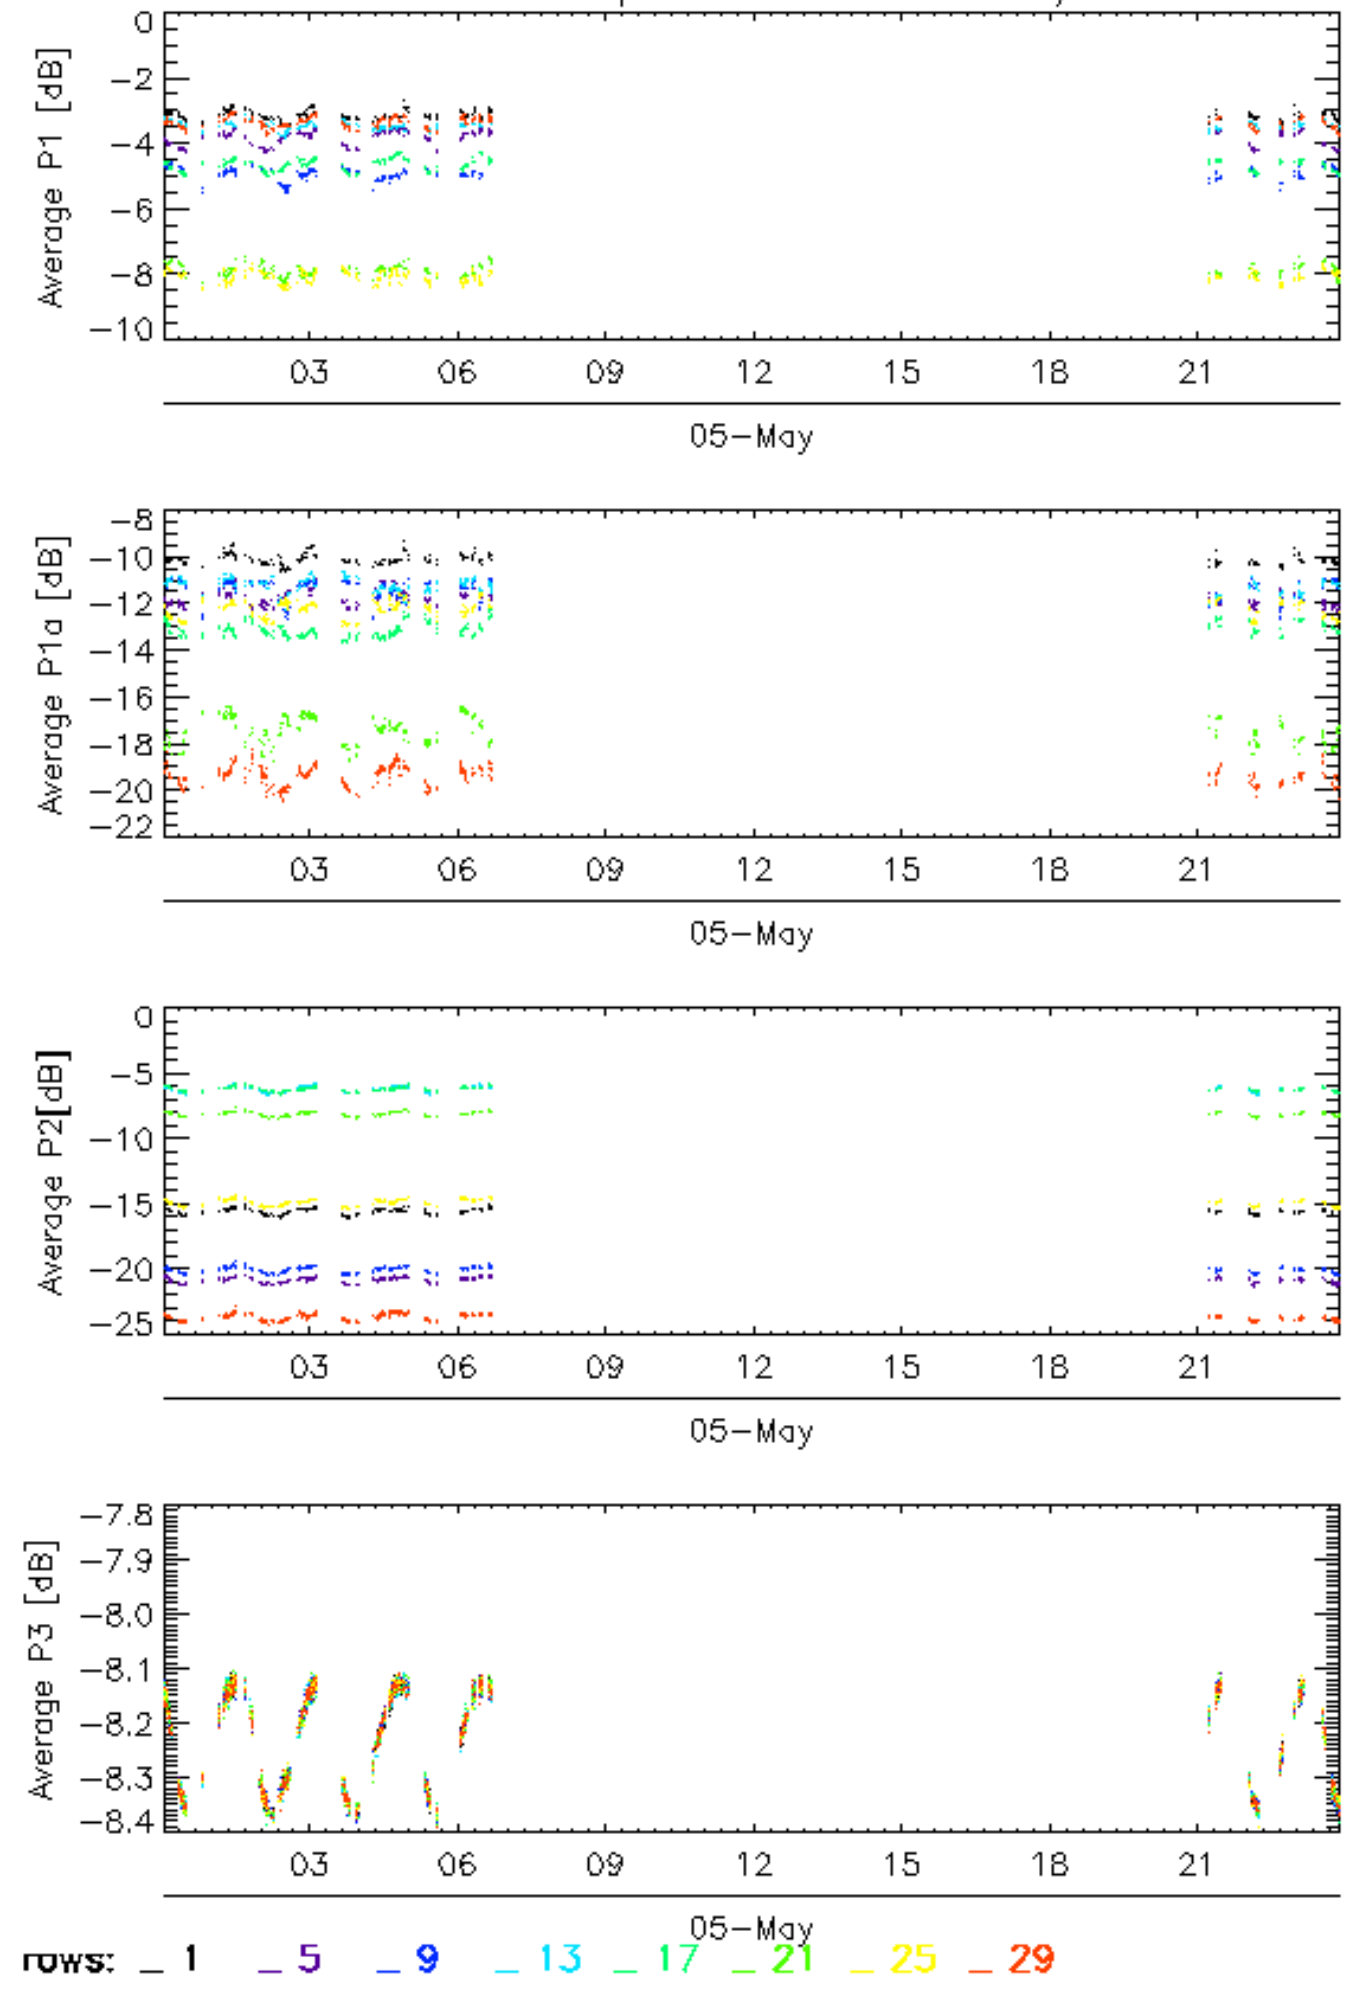 0
-2
-4
-6
-8
-10
Average P1 [dB]
03 06 09 12 15 18 21
05-May
-8
-10
-12
-14
-16
-18
-20
-22
Average P1a [dB]
03 06 09 12 15 18 21
05-May
0
-5
-10
-15
-20
-25
Average P2[dB]
03 06 09 12 15 18 21
05-May
-7.8
-7.9
-8.0
-8.1
-8.2
-8.3
-8.4
Average P3 [dB]
03 06 09 12 15 18 21
05-May
rows: _ 1 _ 5 _ 9 _ 13 _ 17 _ 21 _ 25 _ 29